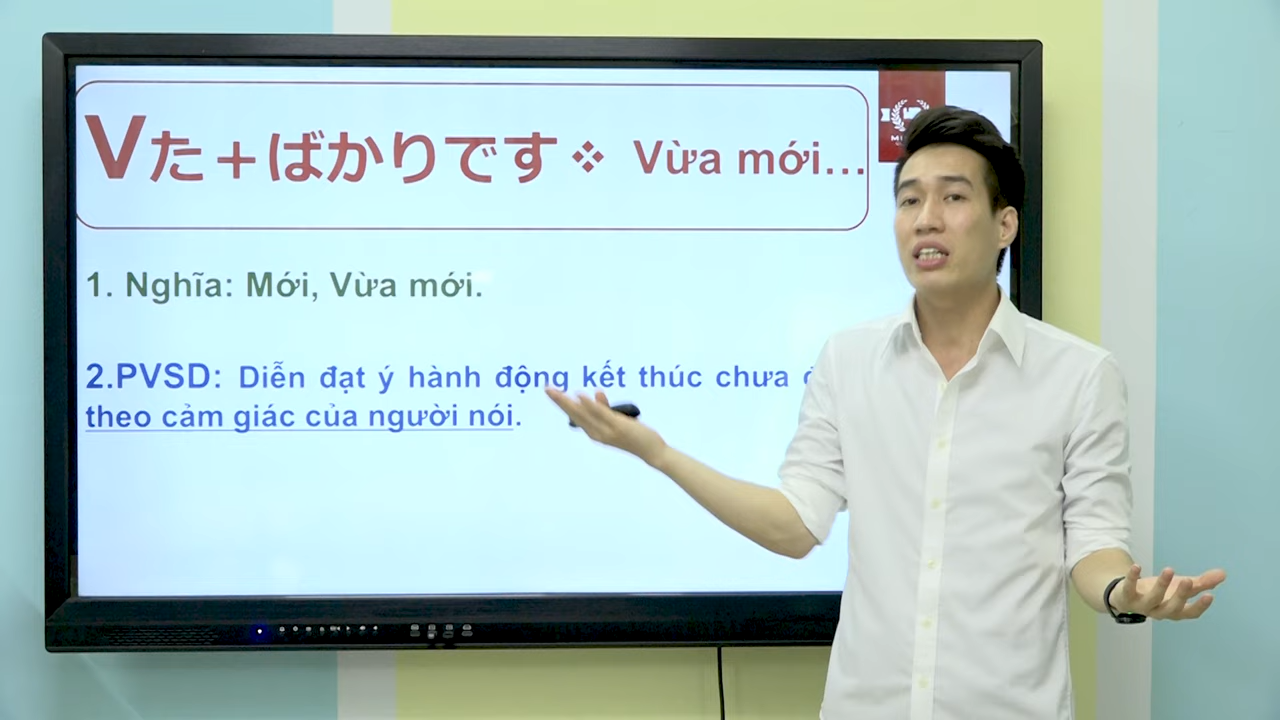 Vた＋ばかりです❖ Vừa mới...
1. Nghĩa: Mới, Vừa mới.
2.PVSD: Diễn đạt ý hành động kết thúc chưa
theo cảm giác của người nói.